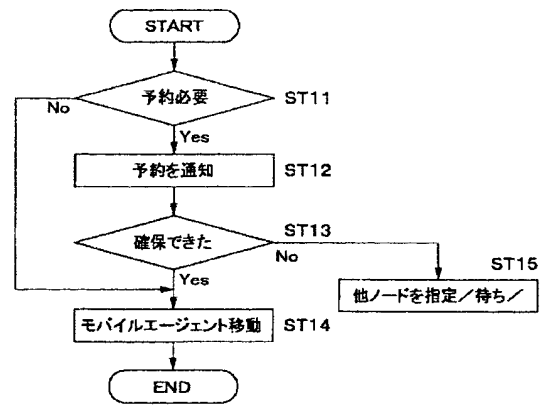 START
予約必要
ST11
No
Yes
予約を通知
ST12
確保できた
ST13
No
Yes
ST15
他ノードを指定／待ち／
モバイルエージェント移動
ST14
END